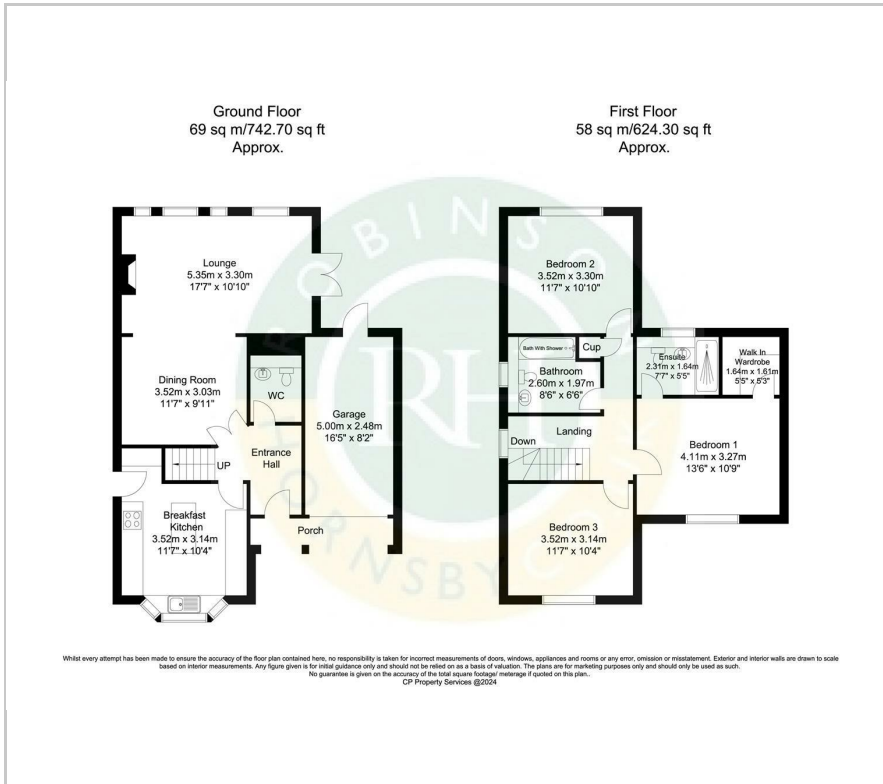 Ground Floor
69 sq m/742.70 sq ft
Approx.
First Floor
58 sq m/624.30 sq ft
Approx.
ROBINSON
HORNSBY CO
RH
Lounge
5.35m x 3.30m
17'7" x 10'10"
Dining Room
3.52m x 3.03m
11'7" x 9'11"
WC
Garage
5.00m x 2.48m
16'5" x 8'2"
UP
Entrance
Hall
Breakfast
Kitchen
3.52m x 3.14m
11'7" x 10'4"
Porch
Bedroom 2
3.52m x 3.30m
11'7" x 10'10"
Bath With Shower
Cup
Bathroom
2.60m x 1.97m
8'6" x 6'6"
Ensuite
2.31m x 1.64m
7'7" x 5'5"
Walk In
Wardrobe
1.64m x 1.61m
5'5" x 5'3"
Down
Landing
Bedroom 1
4.11m x 3.27m
13'6" x 10'9"
Bedroom 3
3.52m x 3.14m
11'7" x 10'4"
Whilst every attempt has been made to ensure the accuracy of the floor plan contained here, no responsibility is taken for incorrect measurements of doors, windows, appliances and rooms or any error, omission or misstatement. Exterior and interior walls are drawn to scale
based on interior measurements. Any figure given is for initial guidance only and should not be relied on as a basis of valuation. The plans are for marketing purposes only and should only be used as such.
No guarantee is given on the accuracy of the total square footage/ meterage if quoted on this plan..
CP Property Services @2024